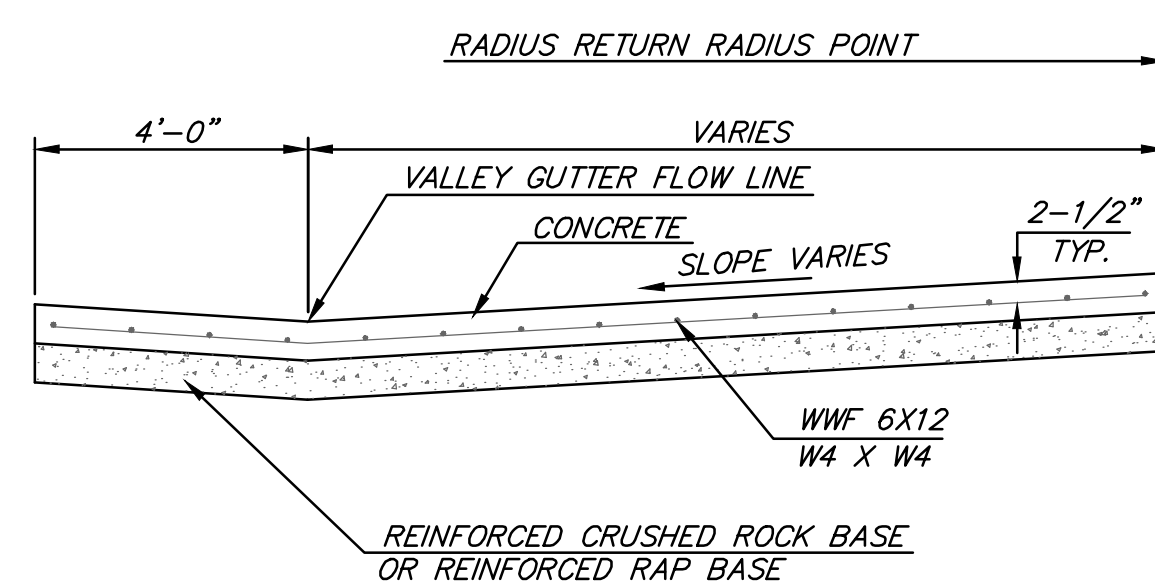 RADIUS RETURN RADIUS POINT
4'-0"
VARIES
VALLEY GUTTER FLOW LINE
CONCRETE
SLOPE VARIES
2-1/2"
TYP.
WWF 6X12
W4 X W4
REINFORCED CRUSHED ROCK BASE
OR REINFORCED RAP BASE